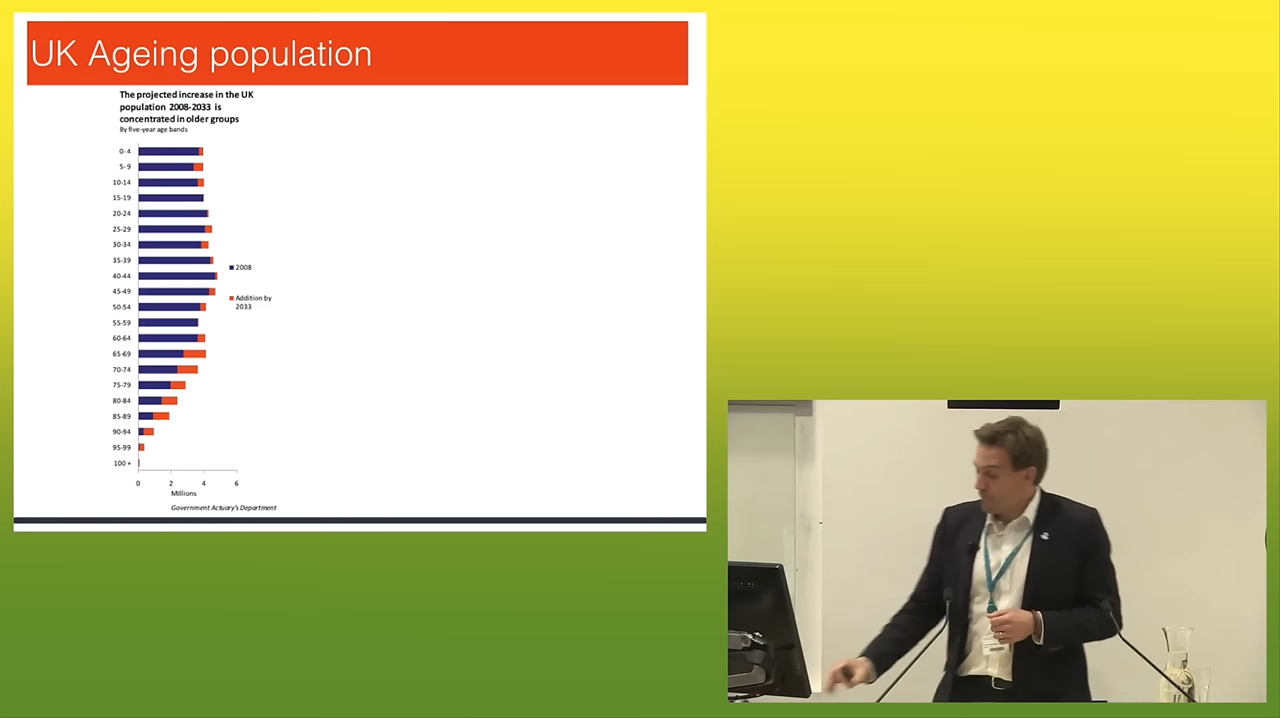 UK Ageing population
The projected increase in the UK
population 2008-2033 is
concentrated in older groups
By five-year age bands
0- 4
5- 9
10-14
15-19
20-24
25-29
30-34
35-39
40-44
45-49
50-54
55-59
60-64
65-69
70-74
75-79
80-84
85-89
90-94
95-99
100 +
2008
Addition by
2033
0 2 4 6
Millions
Government Actuary's Department